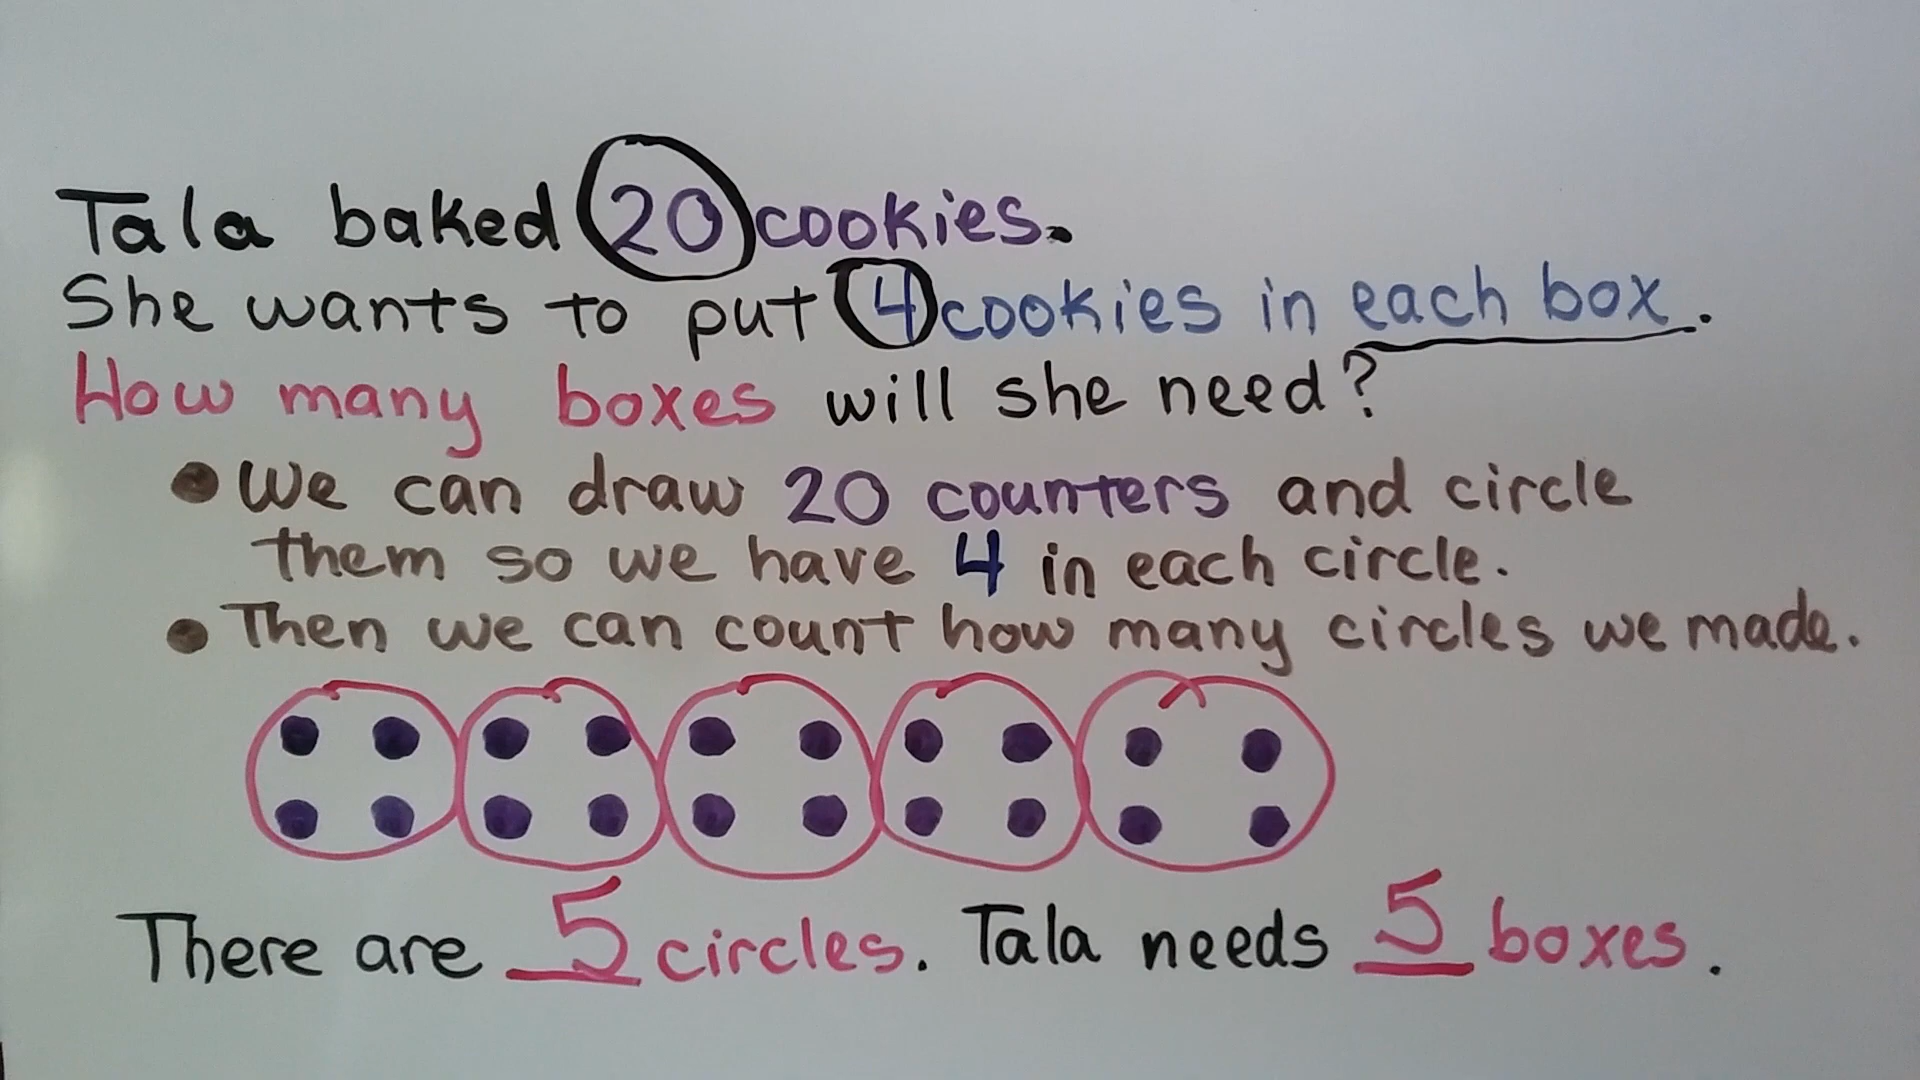 Tala baked 20 cookies.
She wants to put 4 cookies in each box.
How many boxes will she need?
● We can draw 20 counters and circle
them so we have 4 in each circle.
● Then we can count how many circles we made.
There are 5 circles. Tala needs 5 boxes.